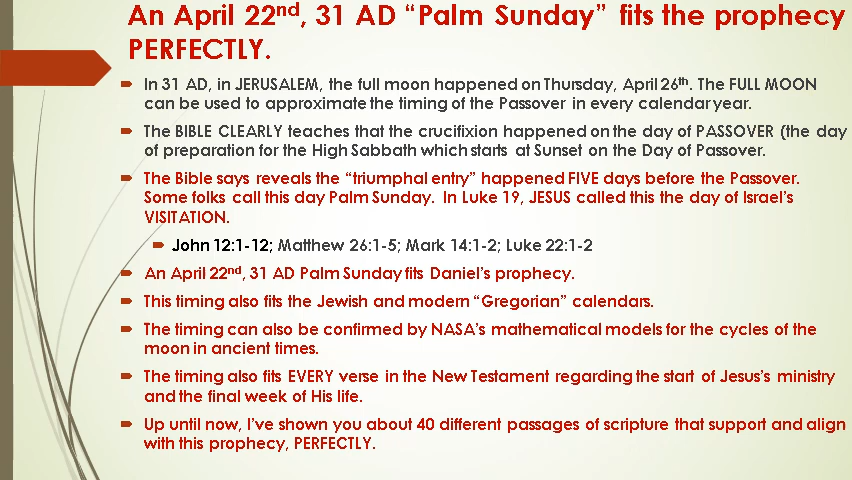 An April 22nd, 31 AD “Palm Sunday” fits the prophecy
PERFECTLY.
In 31 AD, in JERUSALEM, the full moon happened on Thursday, April 26th. The FULL MOON
can be used to approximate the timing of the Passover in every calendar year.
The BIBLE CLEARLY teaches that the crucifixion happened on the day of PASSOVER (the day
of preparation for the High Sabbath which starts at Sunset on the Day of Passover.
The Bible says reveals the “triumphal entry” happened FIVE days before the Passover.
Some folks call this day Palm Sunday. In Luke 19, JESUS called this the day of Israel’s
VISITATION.
John 12:1-12; Matthew 26:1-5; Mark 14:1-2; Luke 22:1-2
An April 22nd, 31 AD Palm Sunday fits Daniel’s prophecy.
This timing also fits the Jewish and modern “Gregorian” calendars.
The timing can also be confirmed by NASA’s mathematical models for the cycles of the
moon in ancient times.
The timing also fits EVERY verse in the New Testament regarding the start of Jesus’s ministry
and the final week of His life.
Up until now, I’ve shown you about 40 different passages of scripture that support and align
with this prophecy, PERFECTLY.